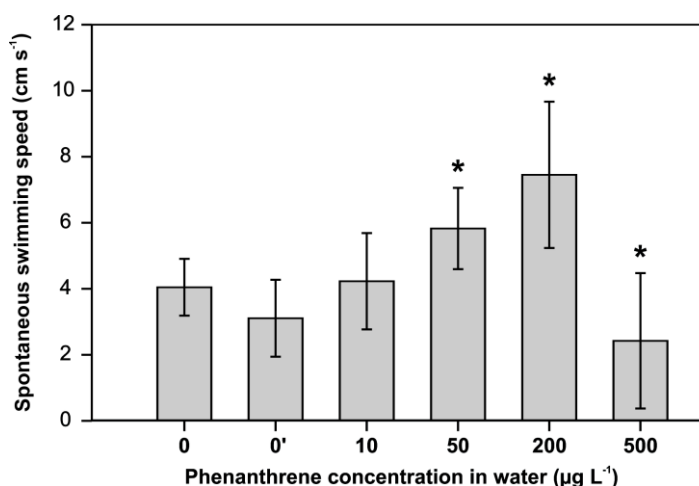 12
10
8
6
4
2
0
Spontaneous swimming speed (cm s⁻¹)
* * *
0 0' 10 50 200 500
Phenanthrene concentration in water (µg L⁻¹)